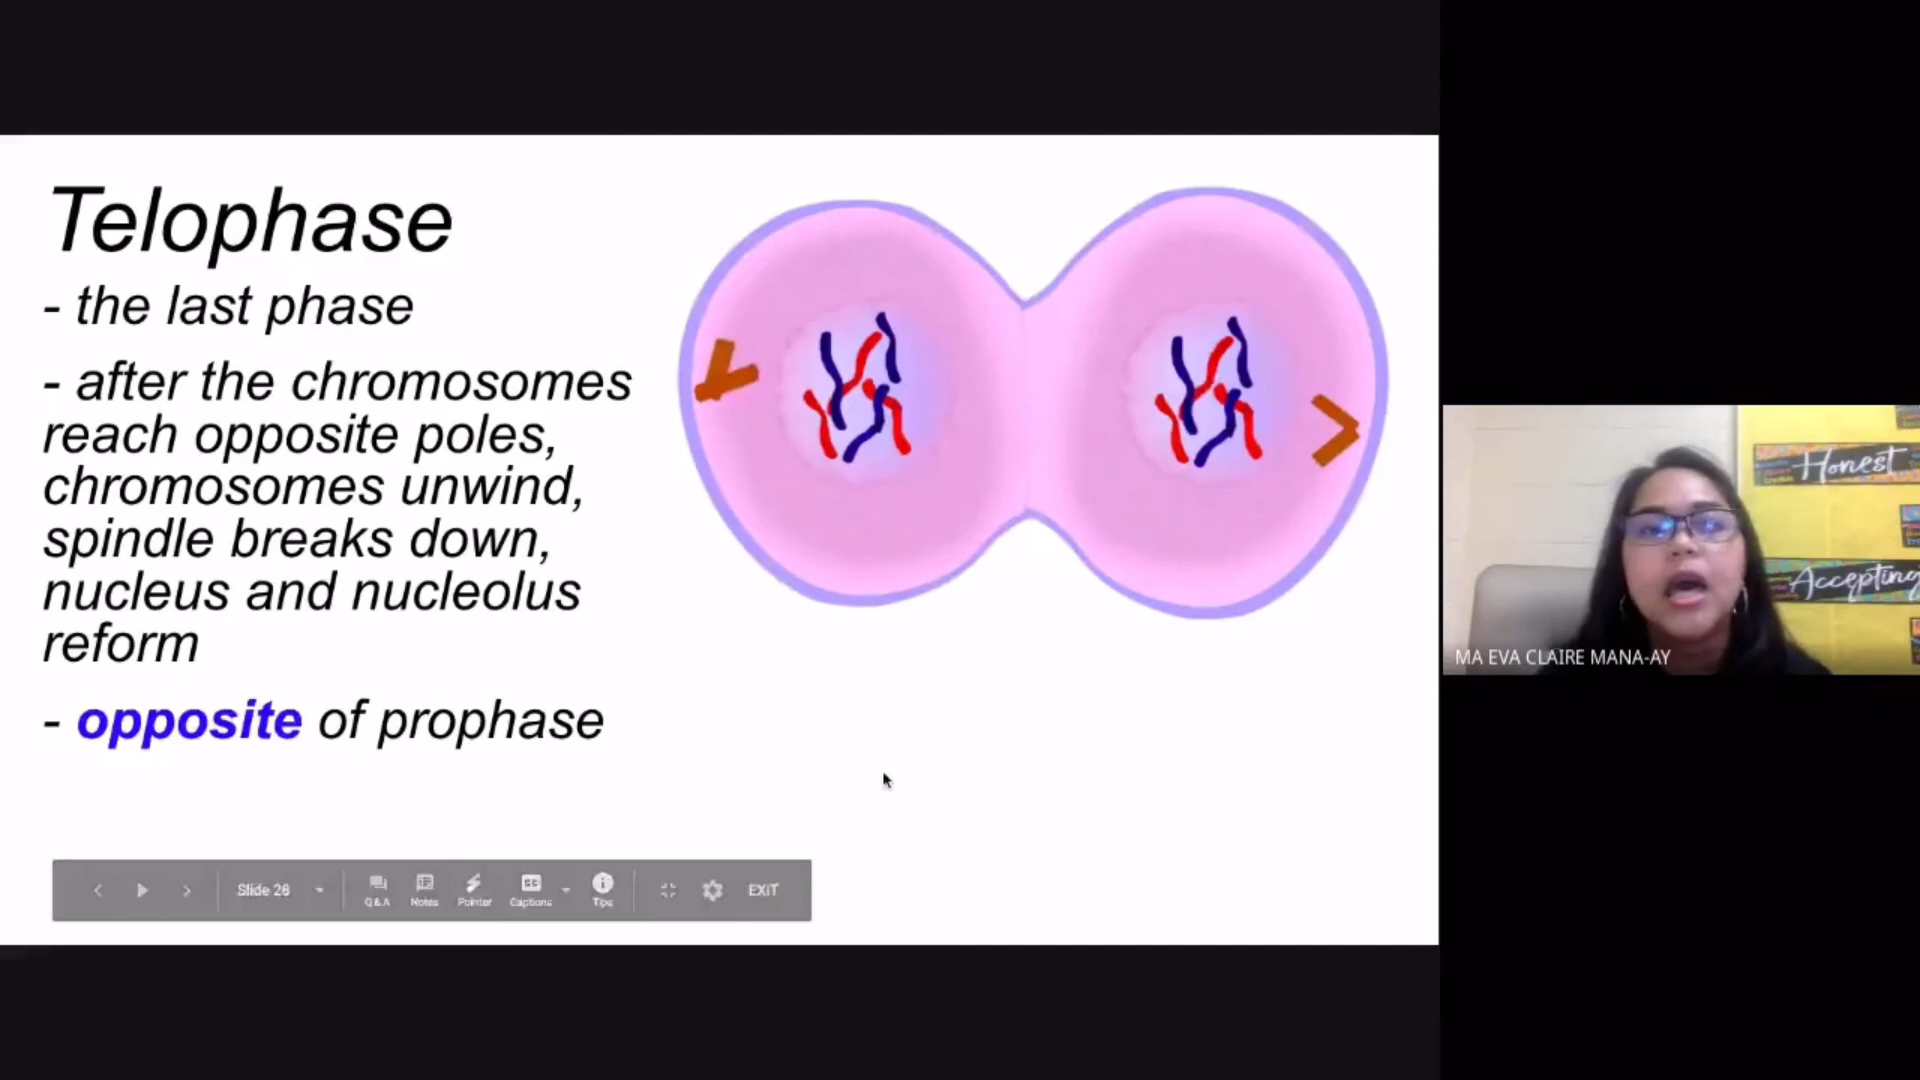 Telophase
- the last phase
- after the chromosomes
reach opposite poles,
chromosomes unwind,
spindle breaks down,
nucleus and nucleolus
reform
- opposite of prophase
Slide 26
Q&A
Notes
Pointer
Captions
Tips
EXIT
Honest
Accepting
MA EVA CLAIRE MANA-AY